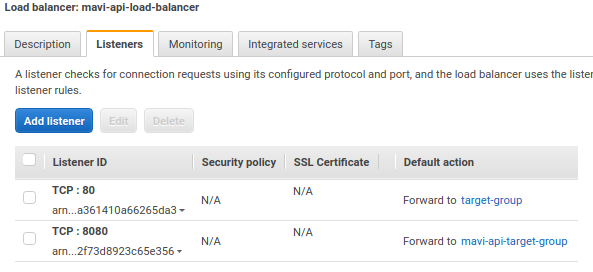 Load balancer: mavi-api-load-balancer
Description Listeners Monitoring Integrated services Tags
A listener checks for connection requests using its configured protocol and port, and the load balancer uses the
listener rules.
Add listener Edit Delete
Listener ID Security policy SSL Certificate Default action
TCP : 80
arn...a361410a66265da3
N/A N/A Forward to target-group
TCP : 8080
arn...2f73d8923c65e356
N/A N/A Forward to mavi-api-target-group